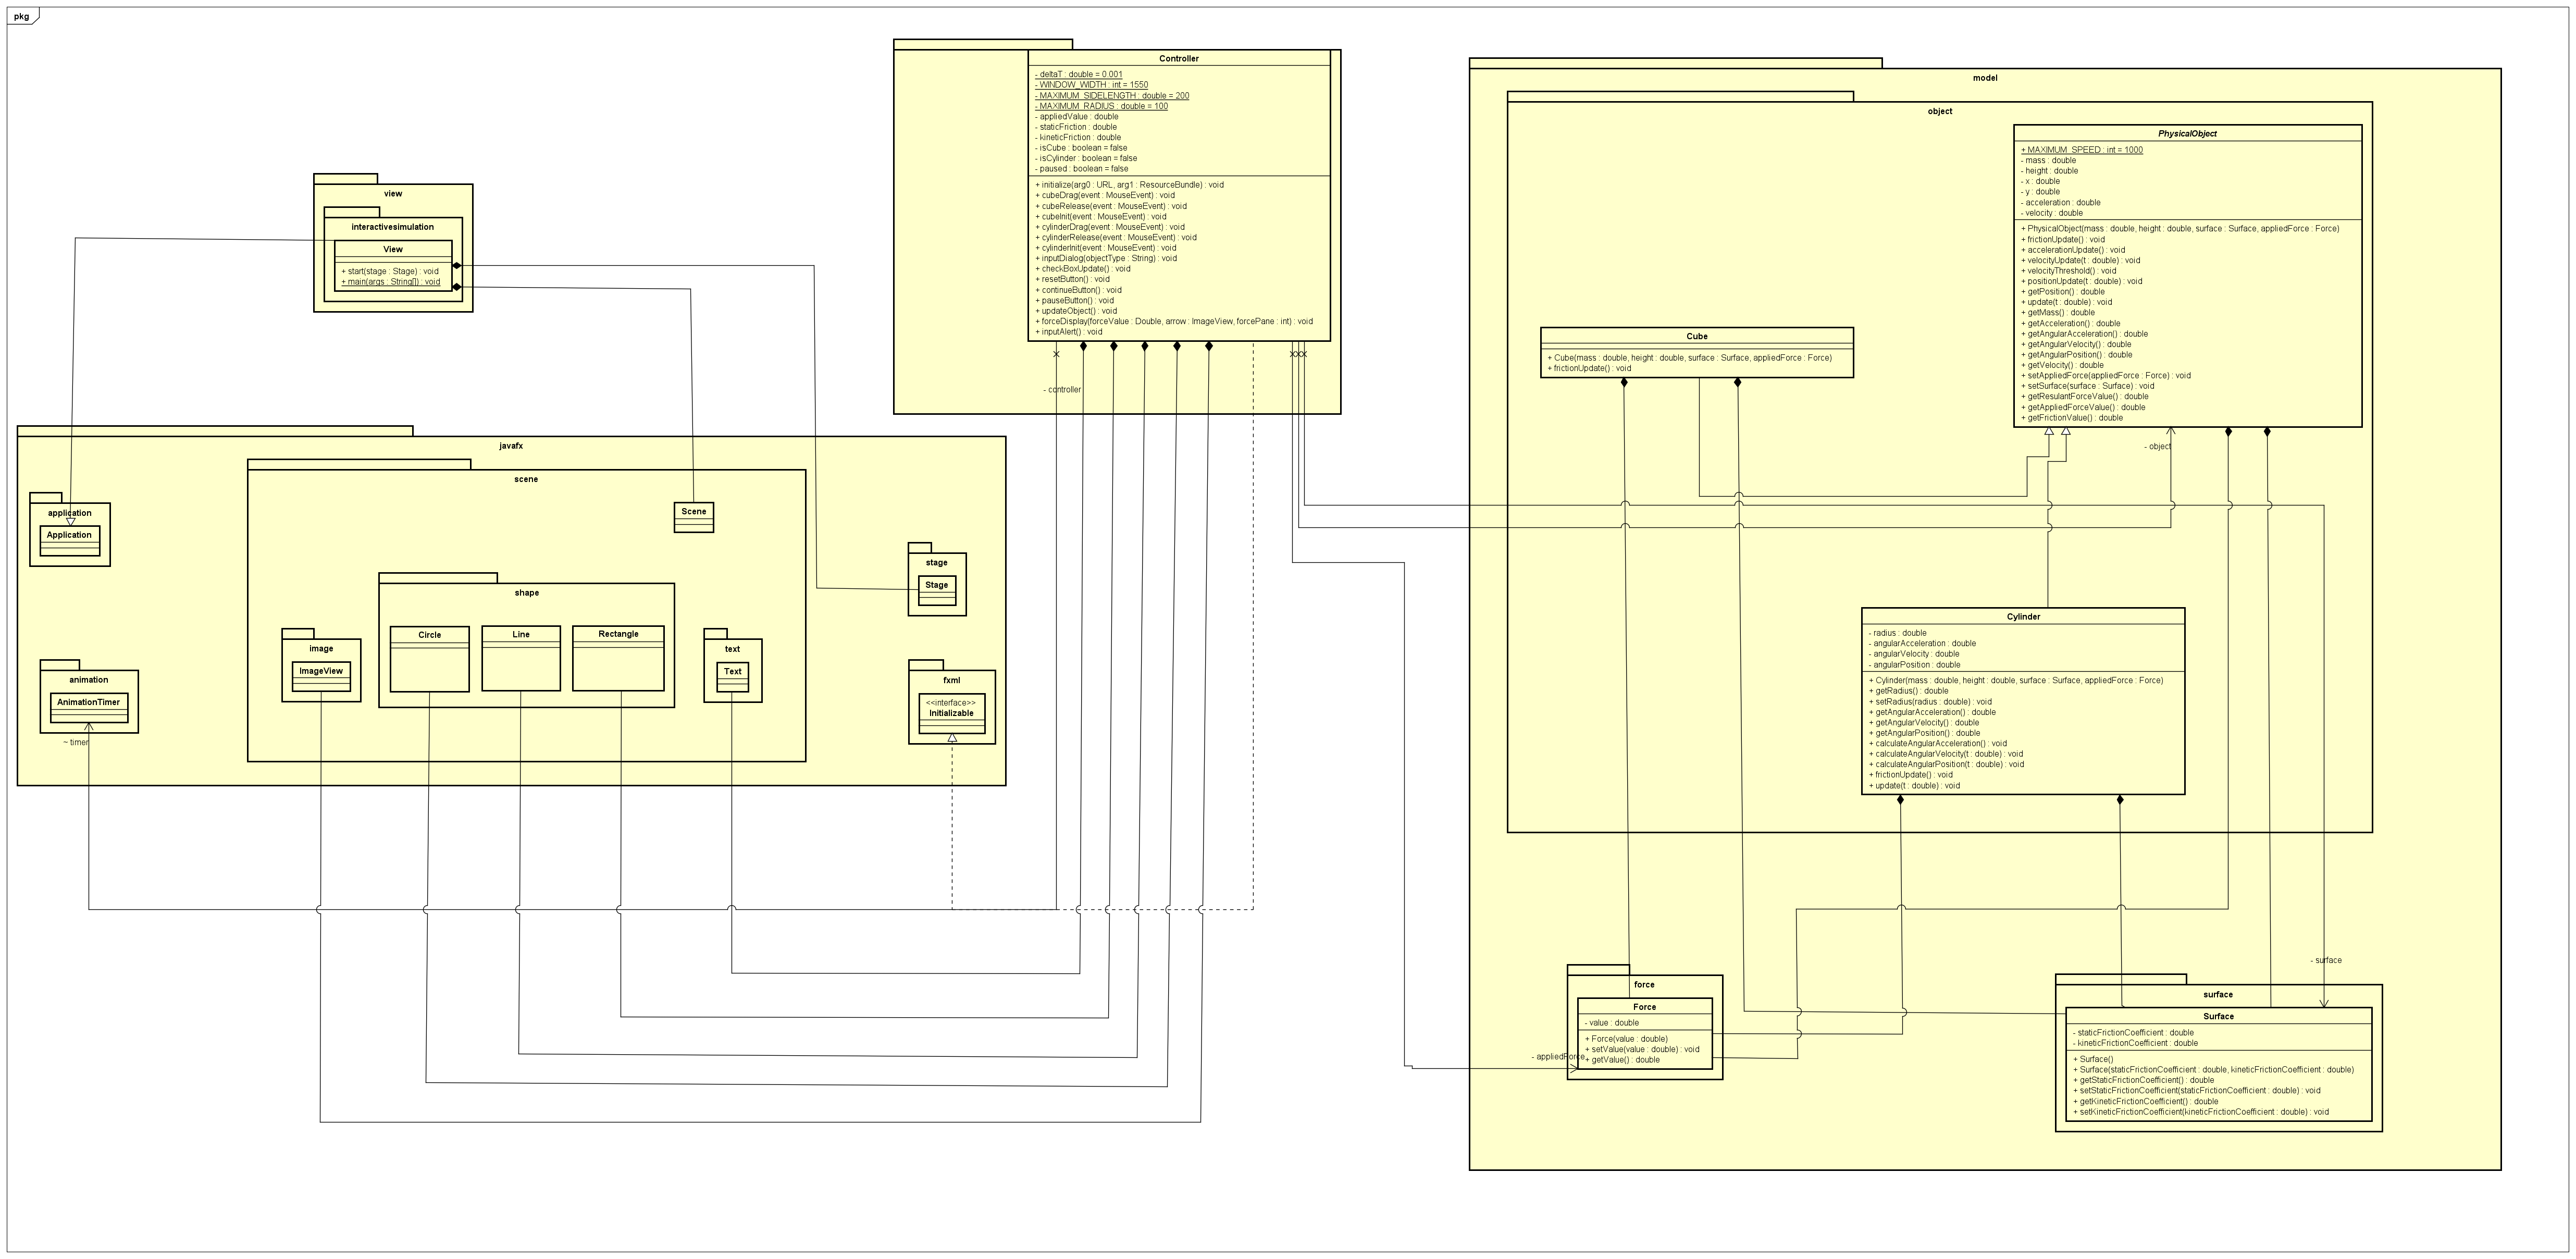 pkg
Controller
- deltaT : double = 0.001
- WINDOW_WIDTH : int = 1550
- MAXIMUM_SIDELENGTH : double = 200
- MAXIMUM_RADIUS : double = 100
- appliedValue : double
- staticFriction : double
- kineticFriction : double
- isCube : boolean = false
- isCylinder : boolean = false
- paused : boolean = false
+ initialize(arg0 : URL, arg1 : ResourceBundle) : void
+ cubeDrag(event : MouseEvent) : void
+ cubeRelease(event : MouseEvent) : void
+ cubeInit(event : MouseEvent) : void
+ cylinderDrag(event : MouseEvent) : void
+ cylinderRelease(event : MouseEvent) : void
+ cylinderInit(event : MouseEvent) : void
+ inputDialog(objectType : String) : void
+ checkBoxUpdate() : void
+ resetButton() : void
+ continueButton() : void
+ pauseButton() : void
+ updateObject() : void
+ forceDisplay(forceValue : Double, arrow : ImageView, forcePane : int) : void
+ inputAlert() : void
- controller
view
interactivesimulation
View
+ start(stage : Stage) : void
+ main(args : String[]) : void
javafx
application
Application
animation
AnimationTimer
~ timer
scene
Scene
shape
Circle
Line
Rectangle
image
ImageView
text
Text
stage
Stage
fxml
<<interface>>
Initializable
model
object
PhysicalObject
+ MAXIMUM_SPEED : int = 1000
- mass : double
- height : double
- x : double
- y : double
- acceleration : double
- velocity : double
+ PhysicalObject(mass : double, height : double, surface : Surface, appliedForce : Force)
+ frictionUpdate() : void
+ accelerationUpdate() : void
+ velocityUpdate(t : double) : void
+ velocityThreshold() : void
+ positionUpdate(t : double) : void
+ getPosition() : double
+ update(t : double) : void
+ getMass() : double
+ getAcceleration() : double
+ getAngularAcceleration() : double
+ getAngularVelocity() : double
+ getAngularPosition() : double
+ getVelocity() : double
+ setAppliedForce(appliedForce : Force) : void
+ setSurface(surface : Surface) : void
+ getResulantForceValue() : double
+ getAppliedForceValue() : double
+ getFrictionValue() : double
- object
Cube
+ Cube(mass : double, height : double, surface : Surface, appliedForce : Force)
+ frictionUpdate() : void
Cylinder
- radius : double
- angularAcceleration : double
- angularVelocity : double
- angularPosition : double
+ Cylinder(mass : double, height : double, surface : Surface, appliedForce : Force)
+ getRadius() : double
+ setRadius(radius : double) : void
+ getAngularAcceleration() : double
+ getAngularVelocity() : double
+ getAngularPosition() : double
+ calculateAngularAcceleration() : void
+ calculateAngularVelocity(t : double) : void
+ calculateAngularPosition(t : double) : void
+ frictionUpdate() : void
+ update(t : double) : void
force
Force
- value : double
+ Force(value : double)
+ setValue(value : double) : void
+ getValue() : double
- appliedForce
- surface
surface
Surface
- staticFrictionCoefficient : double
- kineticFrictionCoefficient : double
+ Surface()
+ Surface(staticFrictionCoefficient : double, kineticFrictionCoefficient : double)
+ getStaticFrictionCoefficient() : double
+ setStaticFrictionCoefficient(staticFrictionCoefficient : double) : void
+ getKineticFrictionCoefficient() : double
+ setKineticFrictionCoefficient(kineticFrictionCoefficient : double) : void